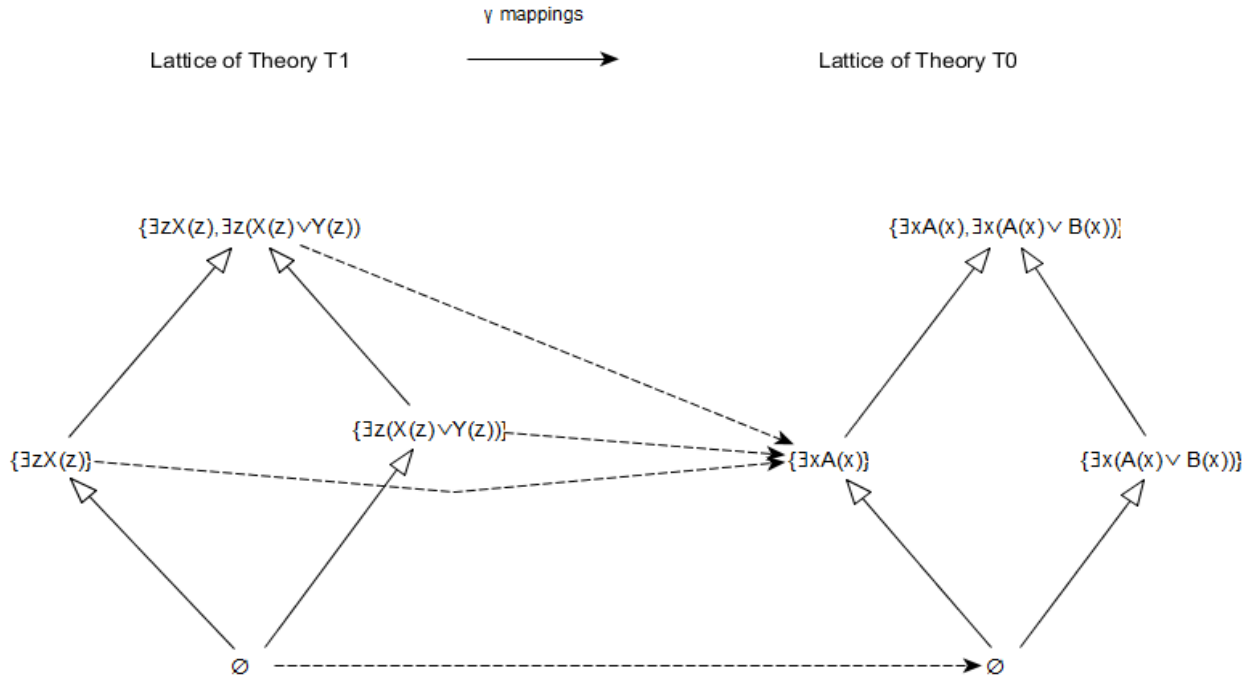 γ mappings
Lattice of Theory T1
Lattice of Theory T0
{∃zX(z),∃z(X(z)∨Y(z))
{∃xA(x),∃x(A(x)∨ B(x))}
{∃z(X(z)∨Y(z))}
{∃zX(z)}
{∃xA(x)}
{∃x(A(x)∨ B(x))}
∅
∅